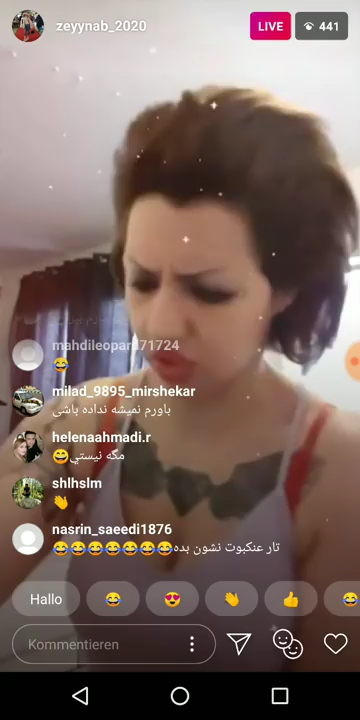 zeyynab_2020
LIVE
441
mahdileopard71724
😂
milad_9895_mirshekar
باورم نمیشه نداده باشی
helenaahmadi.r
مگه نيستي😄
shlhslm
👏
nasrin_saeedi1876
تار عنکبوت نشون بده😂😂😂😂😂😂😂
Hallo
😂
😍
👏
👍
😂
Kommentieren